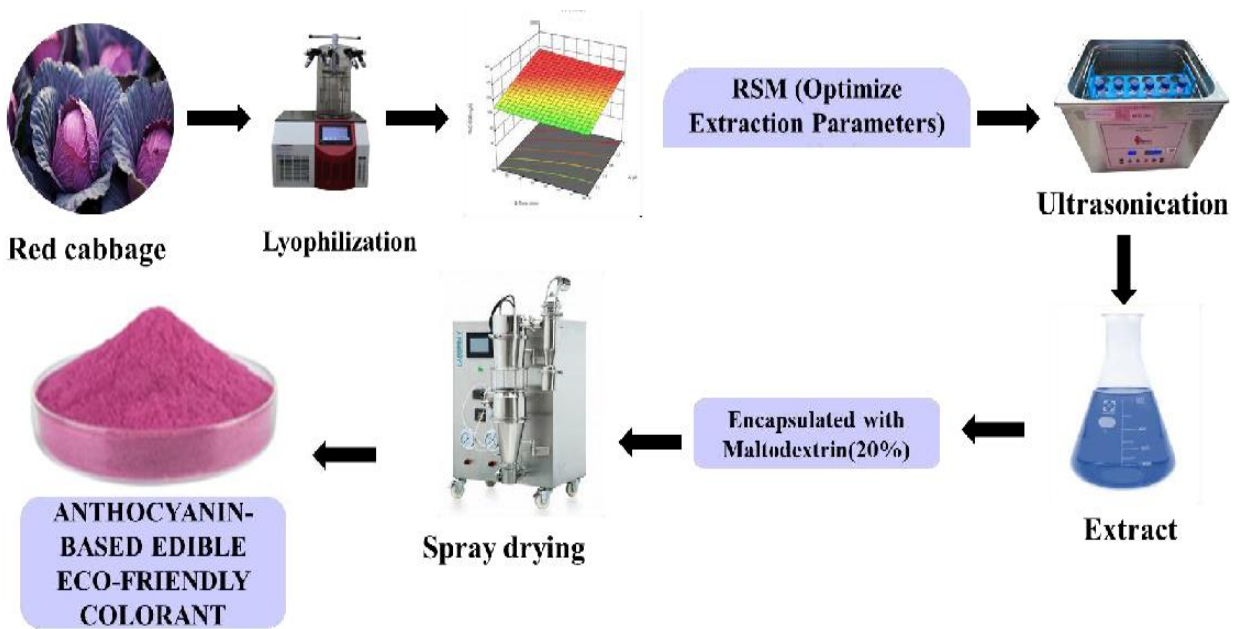 Red cabbage
Lyophilization
RSM (Optimize
Extraction Parameters)
Ultrasonication
Extract
Encapsulated with
Maltodextrin(20%)
Spray drying
ANTHOCYANIN-
BASED EDIBLE
ECO-FRIENDLY
COLORANT